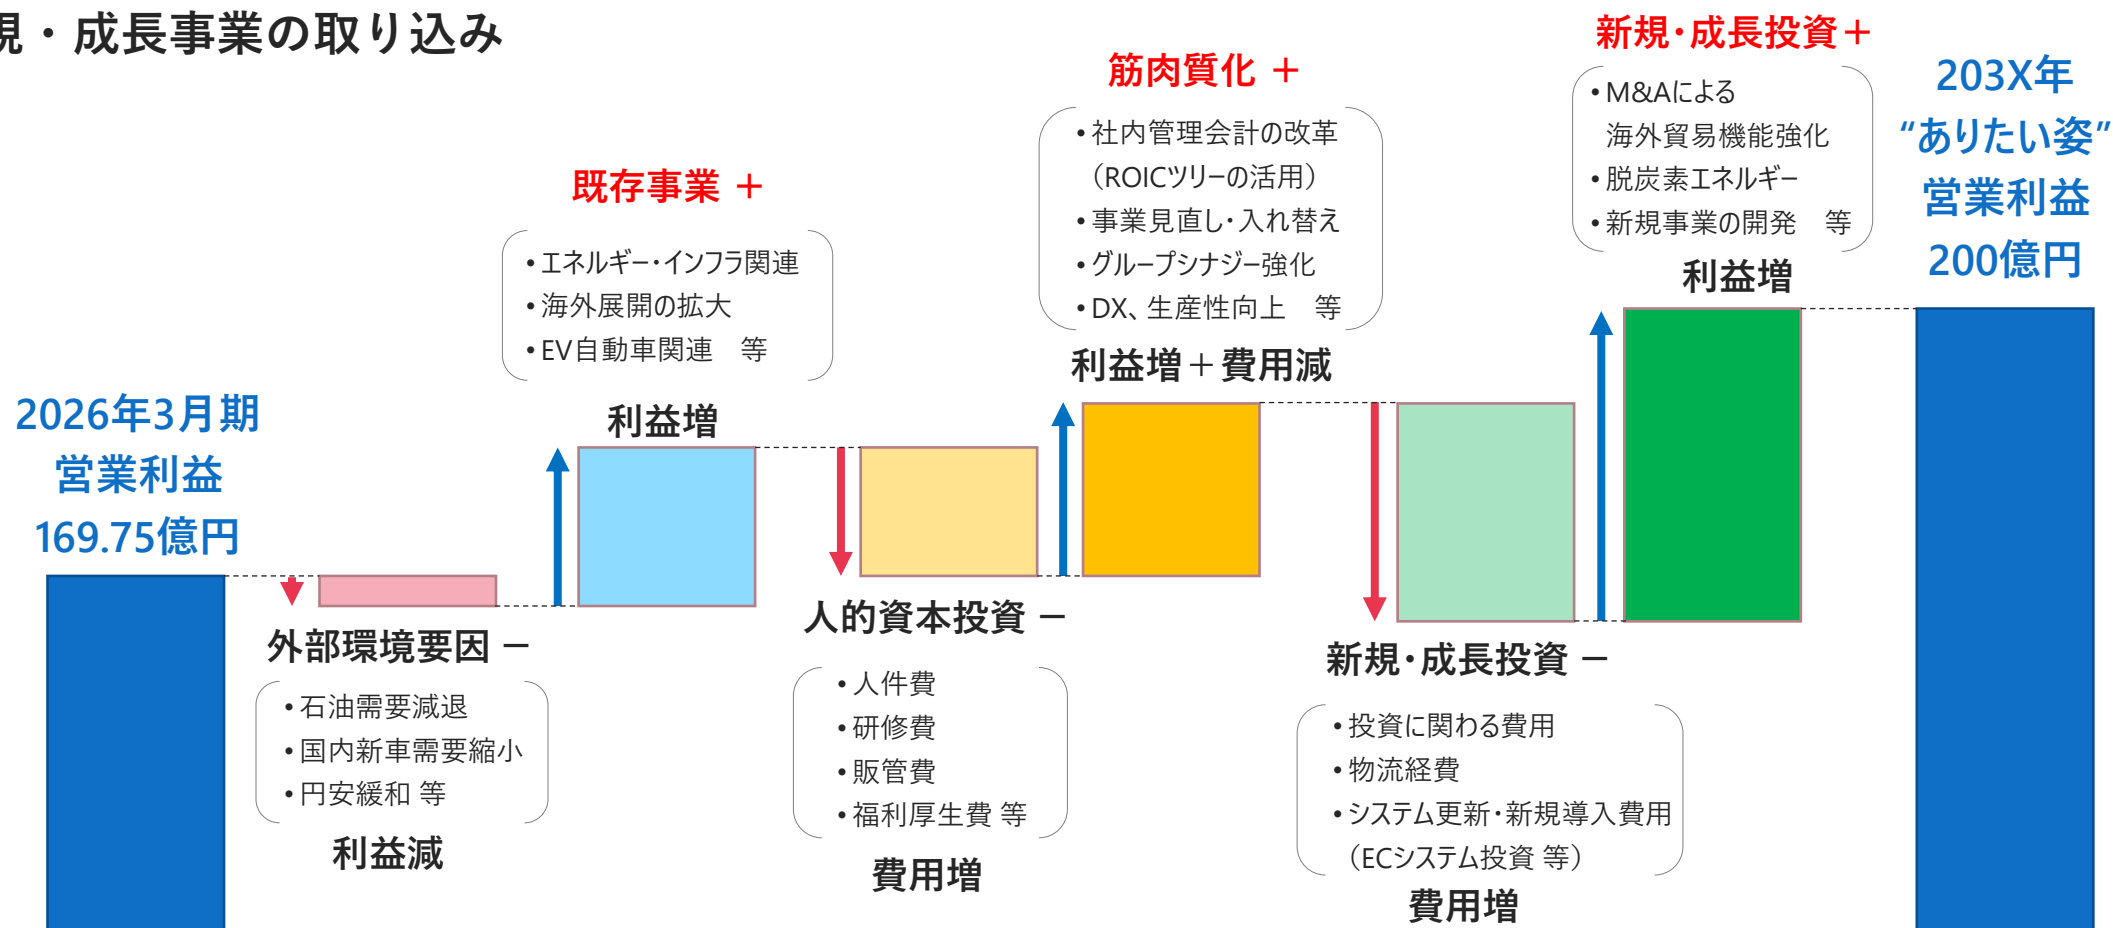 規・成長事業の取り込み
2026年3月期
営業利益
169.75億円
外部環境要因 －
•石油需要減退
•国内新車需要縮小
•円安緩和 等
利益減
既存事業 ＋
•エネルギー・インフラ関連
•海外展開の拡大
•EV自動車関連　等
利益増
人的資本投資 －
•人件費
•研修費
•販管費
•福利厚生費 等
費用増
筋肉質化 ＋
•社内管理会計の改革
（ROICツリーの活用）
•事業見直し・入れ替え
•グループシナジー強化
•DX、生産性向上　等
利益増＋費用減
新規・成長投資 －
•投資に関わる費用
•物流経費
•システム更新・新規導入費用
（ECシステム投資 等）
費用増
新規・成長投資＋
•M&Aによる
海外貿易機能強化
•脱炭素エネルギー
•新規事業の開発　等
利益増
203X年
“ありたい姿”
営業利益
200億円